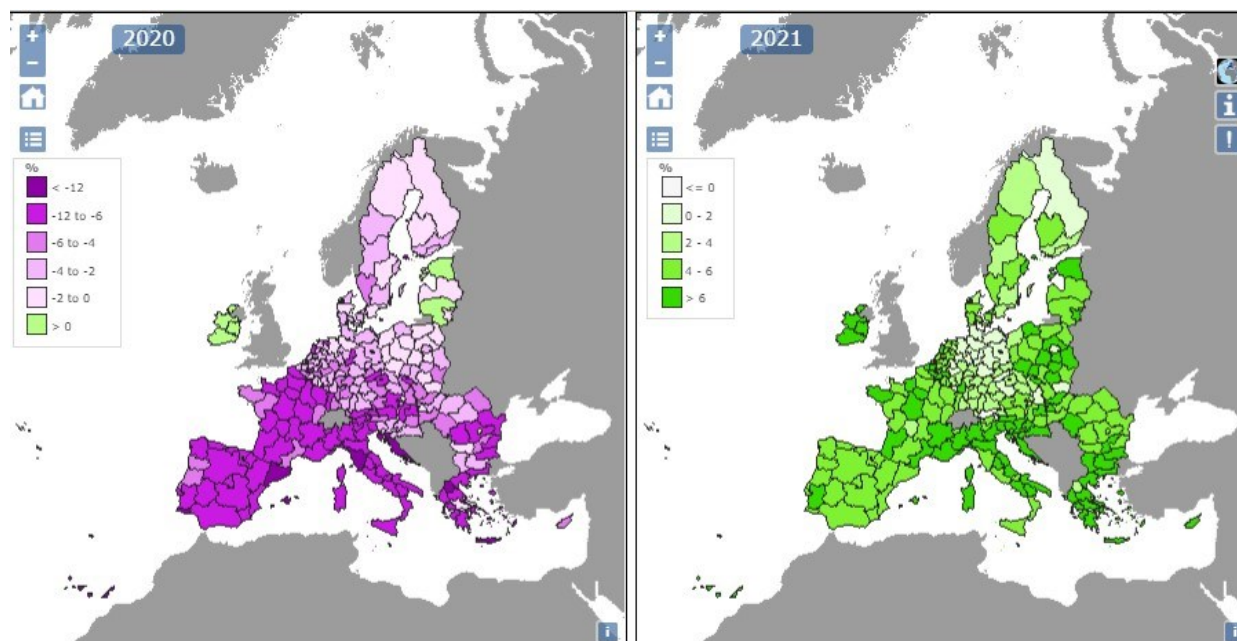 +
2020
−
%
< -12
-12 to -6
-6 to -4
-4 to -2
-2 to 0
> 0
i
+
2021
−
i
!
%
<= 0
0 - 2
2 - 4
4 - 6
> 6
i